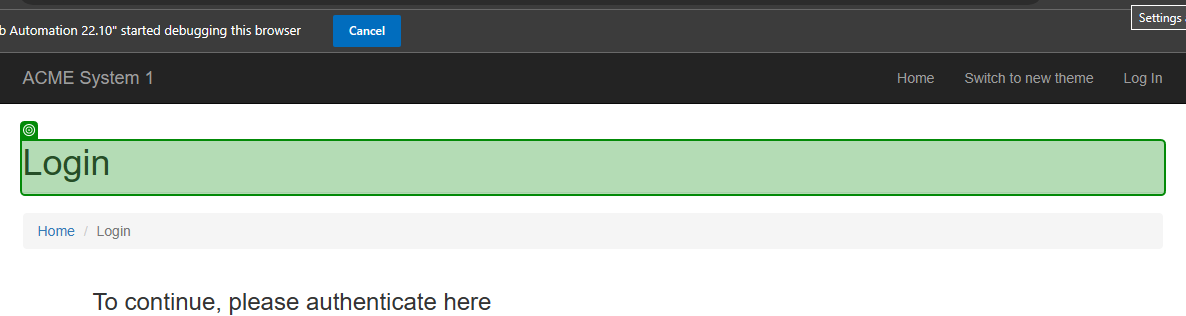 b Automation 22.10" started debugging this browser Cancel Settings
ACME System 1 Home Switch to new theme Log In
Login
Home / Login
To continue, please authenticate here